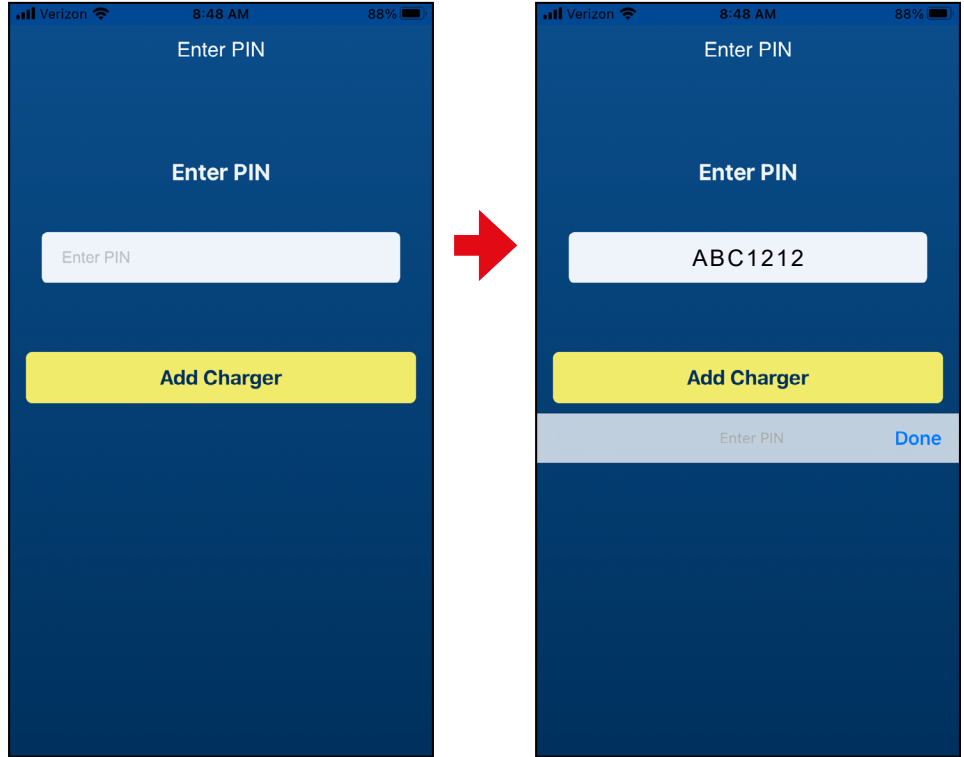 Verizon 8:48 AM 88%
Enter PIN
Enter PIN
Enter PIN
Add Charger
Verizon 8:48 AM 88%
Enter PIN
Enter PIN
ABC1212
Add Charger
Enter PIN Done